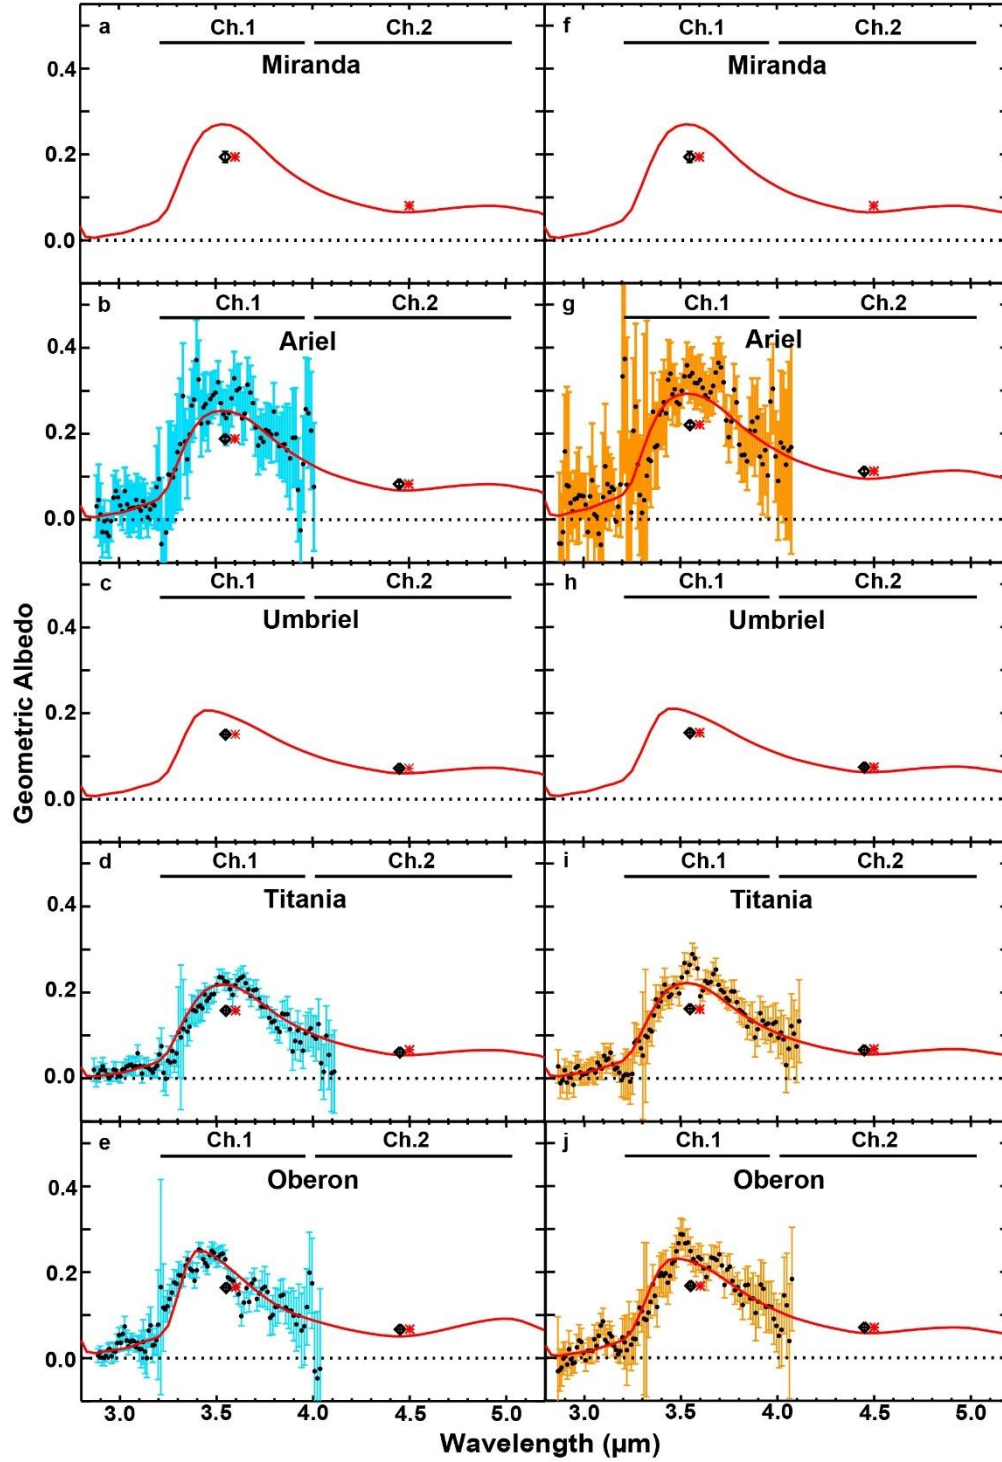 a Ch.1 Ch.2
Miranda
0.4
0.2
0.0
f Ch.1 Ch.2
Miranda
b Ch.1 Ch.2
Ariel
0.4
0.2
0.0
g Ch.1 Ch.2
Ariel
c Ch.1 Ch.2
Umbriel
0.4
0.2
0.0
h Ch.1 Ch.2
Umbriel
d Ch.1 Ch.2
Titania
0.4
0.2
0.0
i Ch.1 Ch.2
Titania
e Ch.1 Ch.2
Oberon
0.4
0.2
0.0
j Ch.1 Ch.2
Oberon
Geometric Albedo
3.0 3.5 4.0 4.5 5.0 3.0 3.5 4.0 4.5 5.0
Wavelength (μm)